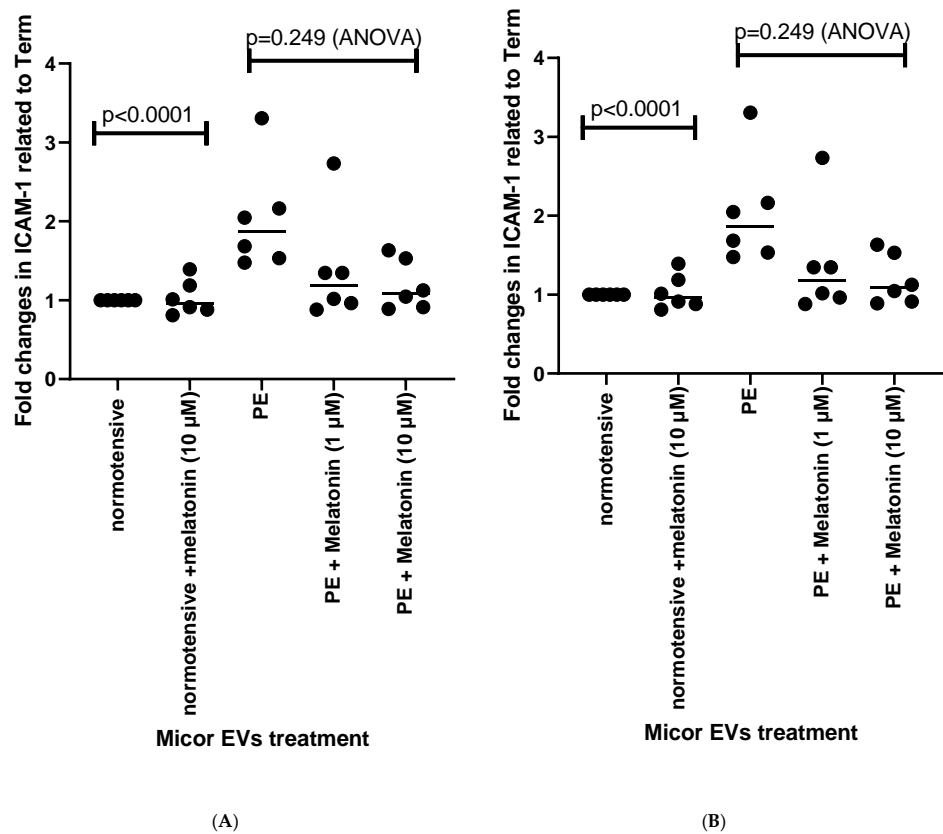 p=0.249 (ANOVA)
p<0.0001
Fold changes in ICAM-1 related to Term
4
3
2
1
0
normotensive
normotensive +melatonin (10 µM)
PE
PE + Melatonin (1 µM)
PE + Melatonin (10 µM)
Micor EVs treatment
(A)
p=0.249 (ANOVA)
p<0.0001
Fold changes in ICAM-1 related to Term
4
3
2
1
0
normotensive
normotensive +melatonin (10 µM)
PE
PE + Melatonin (1 µM)
PE + Melatonin (10 µM)
Micor EVs treatment
(B)